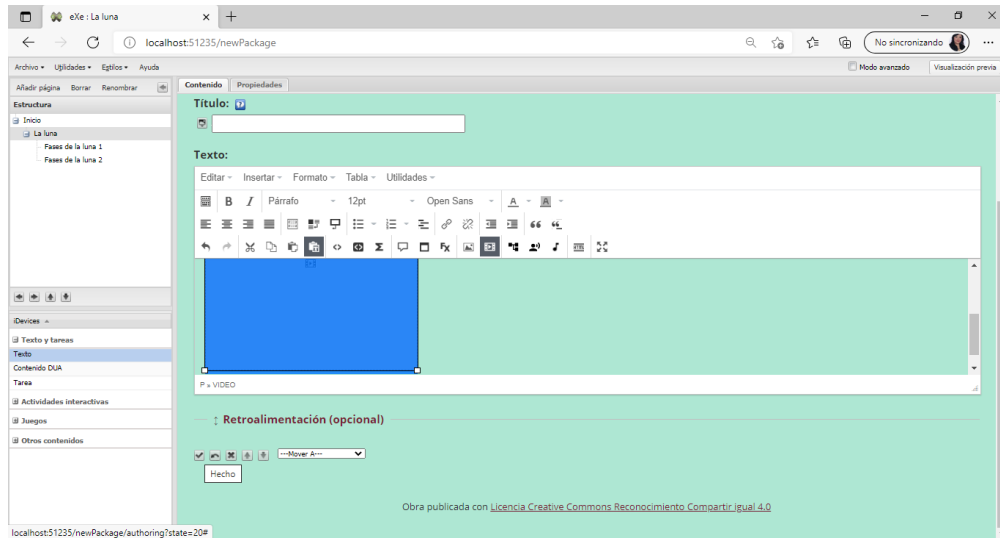 eXe : La luna
localhost:51235/newPackage
No sincronizando
Archivo Utilidades Estilos Ayuda
Modo avanzado
Visualización previa
Añadir página Borrar Renombrar
Contenido Propiedades
Estructura
Inicio
La luna
Fases de la luna 1
Fases de la luna 2
iDevices
Texto y tareas
Texto
Contenido DUA
Tarea
Actividades interactivas
Juegos
Otros contenidos
Título:
Texto:
Editar Insertar Formato Tabla Utilidades
B I Párrafo 12pt Open Sans A A
P » VIDEO
Retroalimentación (opcional)
---Mover A---
Hecho
Obra publicada con Licencia Creative Commons Reconocimiento Compartir igual 4.0
localhost:51235/newPackage/authoring?state=20#